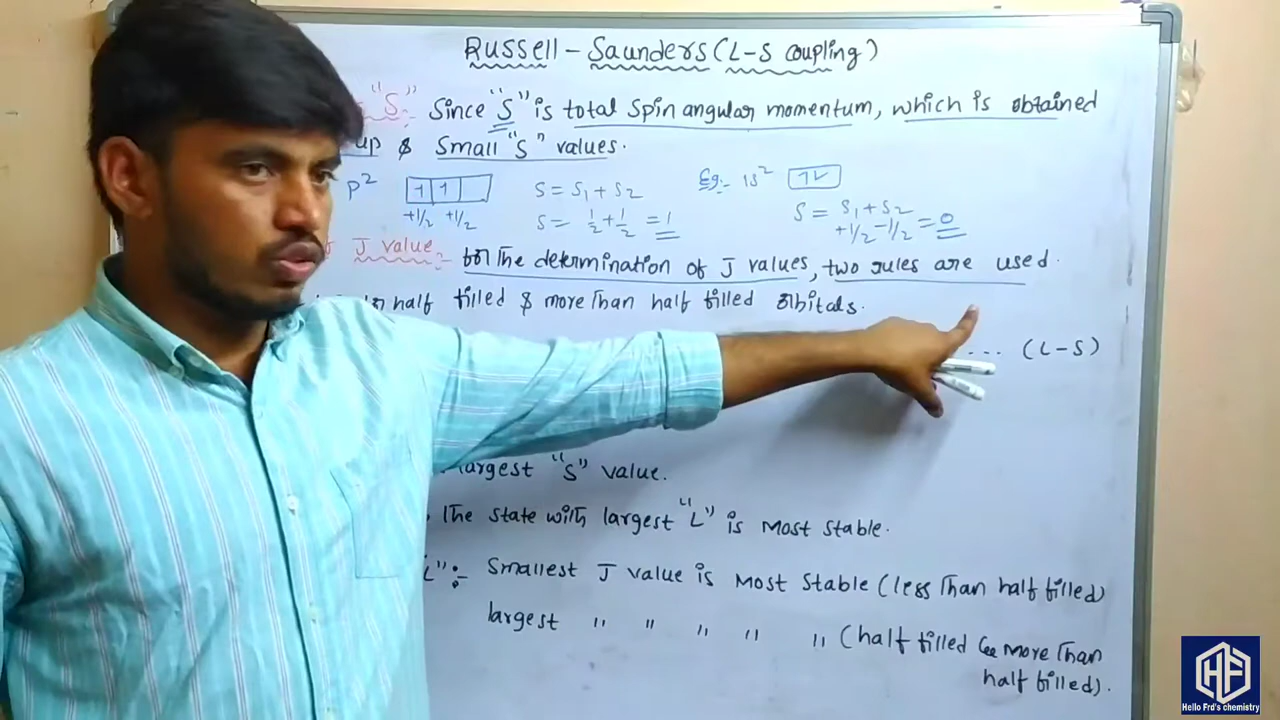 Russell - Saunders (L-S coupling)
"S" :- Since "S" is total spin angular momentum, which is obtained
up & Small "s" values.
p² 1 1 S = S₁ + S₂ Eg:- 1s² 1↓
+1/2 +1/2 S = 1/2 + 1/2 = 1 S = S₁ + S₂
+1/2 - 1/2 = 0
J value :- for The determination of J values, two rules are used.
half filled & more Than half filled orbitals.
... (L-S)
largest "S" value.
The state with largest "L" is most stable.
"L" :- Smallest J value is most stable (less Than half filled)
largest " " " " " (half filled & more Than
half filled).
HF
Hello Frd's chemistry